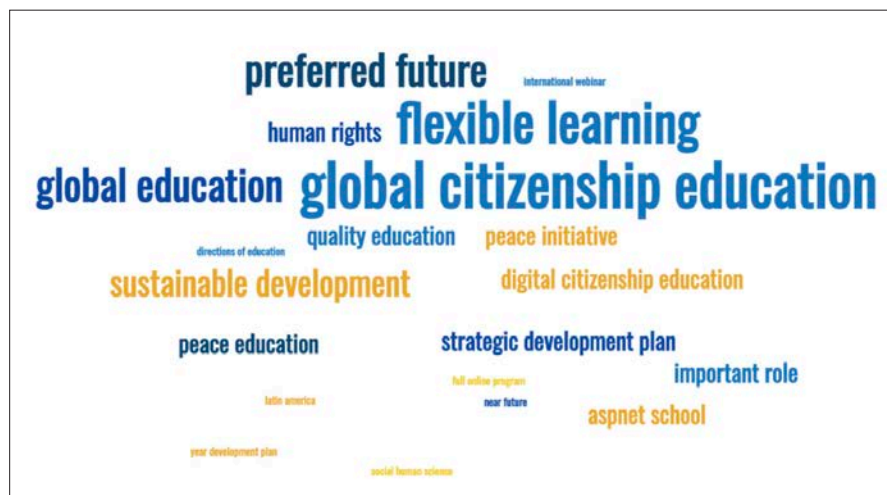 preferred future
international webinar
human rights
flexible learning
global education
global citizenship education
quality education
peace initiative
directions of education
sustainable development
digital citizenship education
peace education
strategic development plan
important role
full online program
latin america
near future
aspnet school
year development plan
social human science